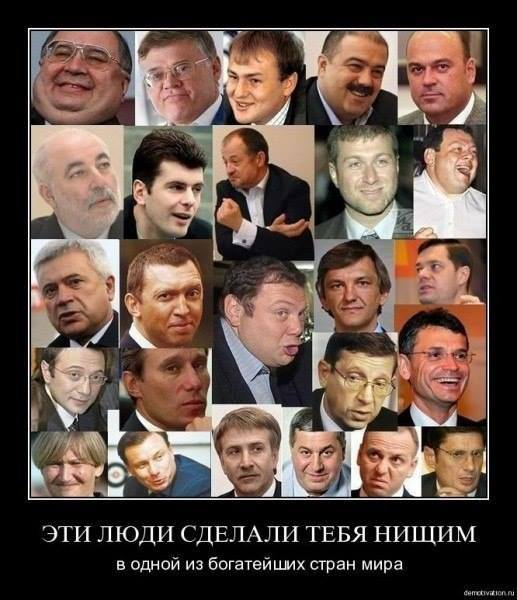 ЭТИ ЛЮДИ СДЕЛАЛИ ТЕБЯ НИЩИМ
в одной из богатейших стран мира
demotivation.ru